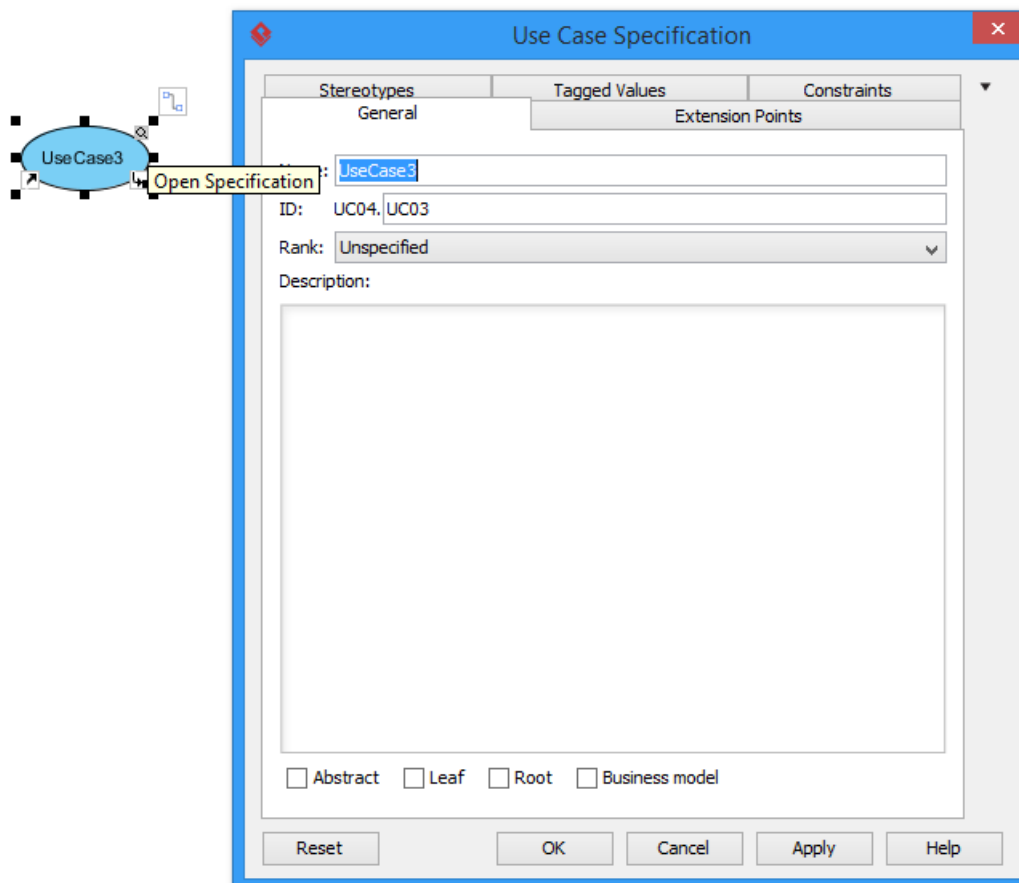 Use Case Specification
Stereotypes Tagged Values Constraints
General Extension Points
UseCase3
Open Specification
UseCase3
ID: UC04. UC03
Rank: Unspecified
Description:
Abstract Leaf Root Business model
Reset OK Cancel Apply Help